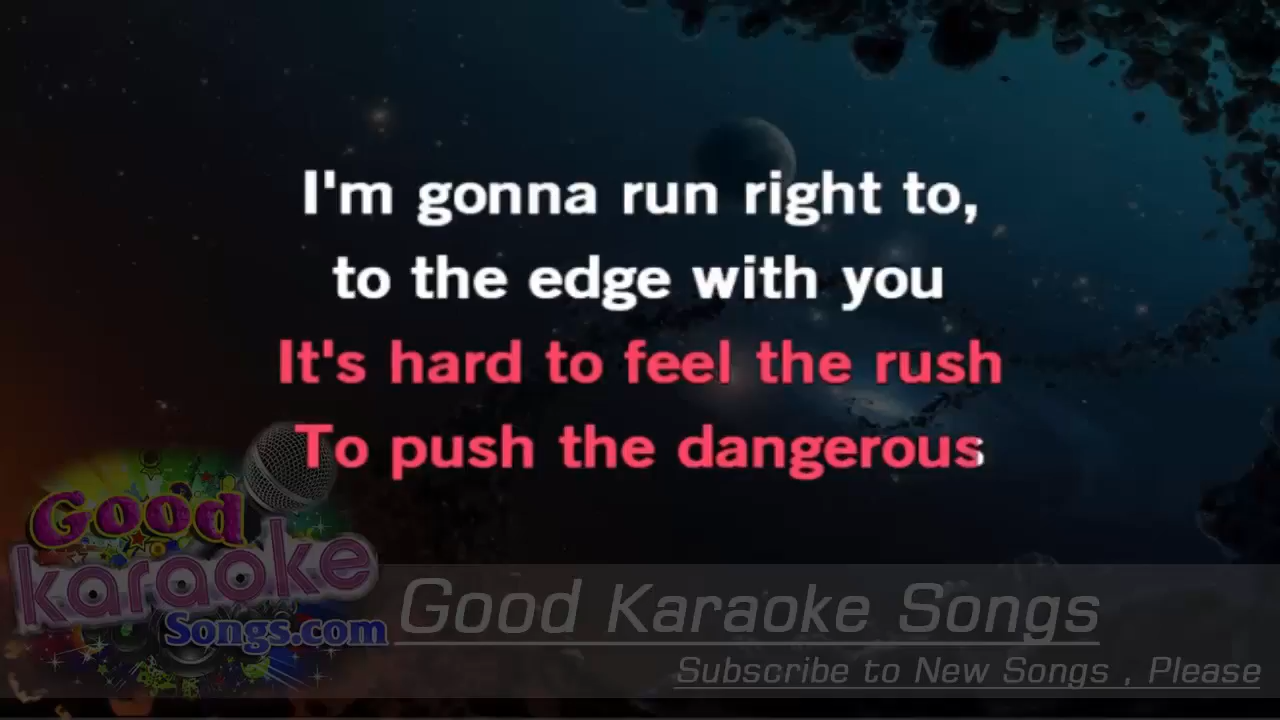 I'm gonna run right to,
to the edge with you
It's hard to feel the rush
To push the dangerous
Good
karaoke
Songs.com
Good Karaoke Songs
Subscribe to New Songs , Please